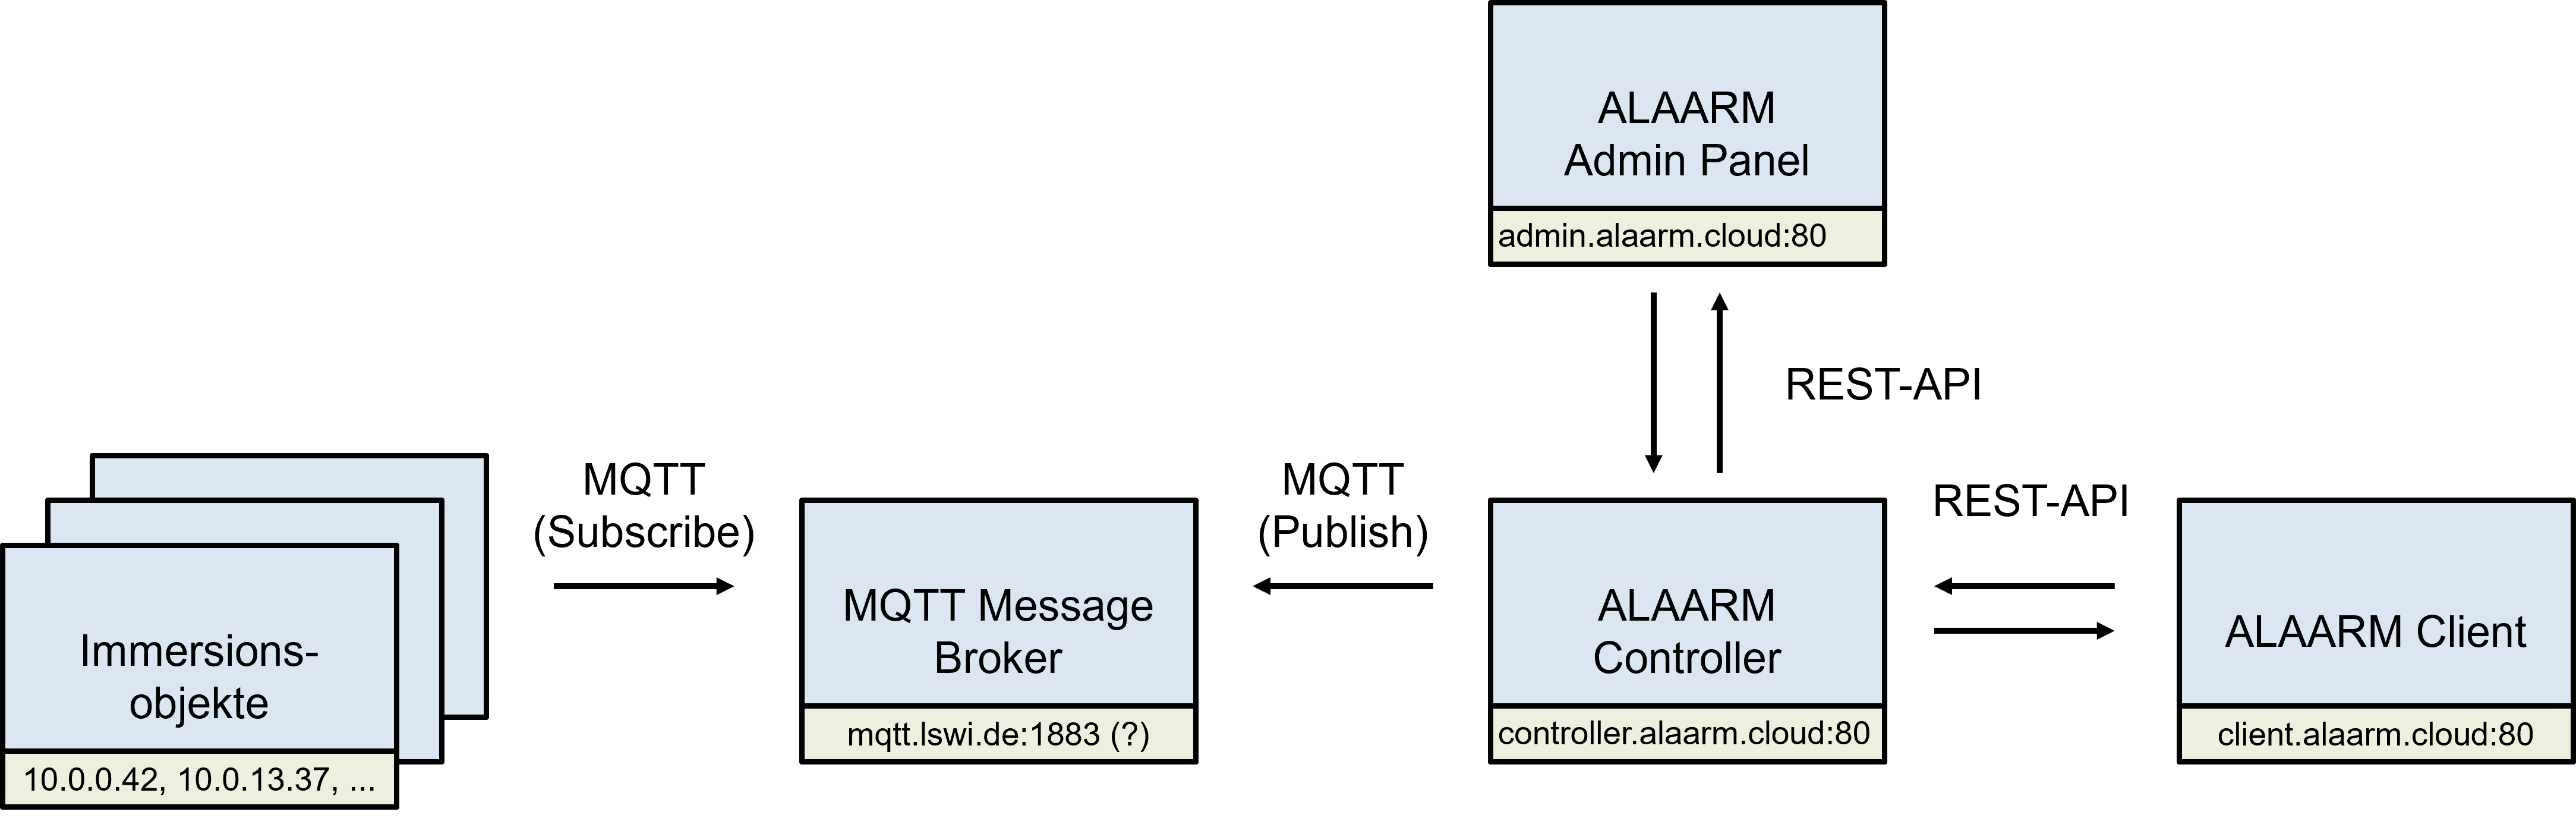 ALAARM
Admin Panel
admin.alaarm.cloud:80
REST-API
MQTT
(Subscribe)
MQTT
(Publish)
REST-API
Immersions-
objekte
10.0.0.42, 10.0.13.37, ...
MQTT Message
Broker
mqtt.lswi.de:1883 (?)
ALAARM
Controller
controller.alaarm.cloud:80
ALAARM Client
client.alaarm.cloud:80